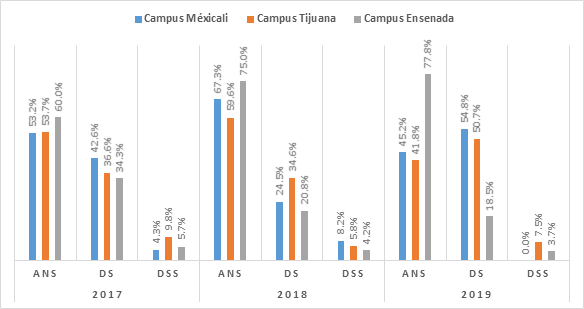 Campus Méxicali Campus Tijuana Campus Ensenada
53.2% 53.7% 60.0% 42.6% 36.6% 34.3% 4.3% 9.8% 5.7% 67.3% 59.6% 75.0% 24.5% 34.6% 20.8% 8.2% 5.8% 4.2% 45.2% 41.8% 77.8% 54.8% 50.7% 18.5% 0.0% 7.5% 3.7%
ANS DS DSS ANS DS DSS ANS DS DSS
2017 2018 2019